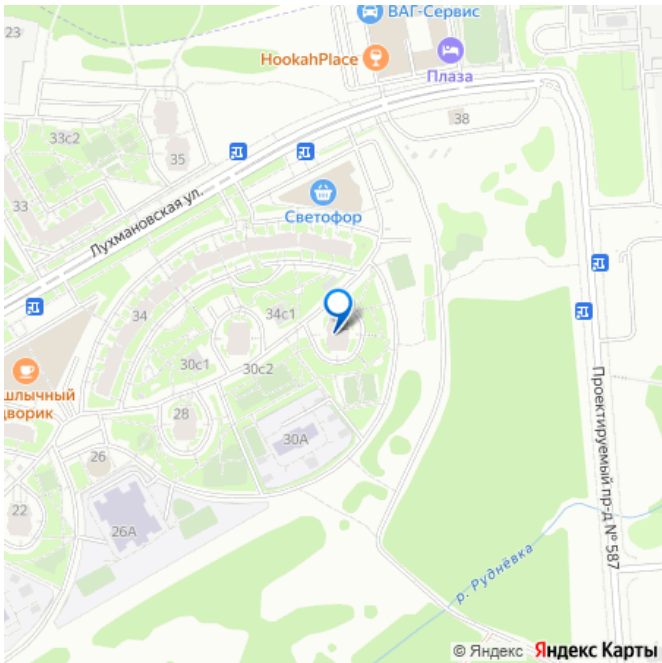 23
ВАГ-Сервис
HookahPlace
Плаза
38
33с2
35
33
Лухмановская ул.
Светофор
34
34с1
30с1
30с2
шлычный
дворик
28
30А
26
22
26А
Проектируемый пр-д № 587
р. Руднёвка
© Яндекс Яндекс Карты